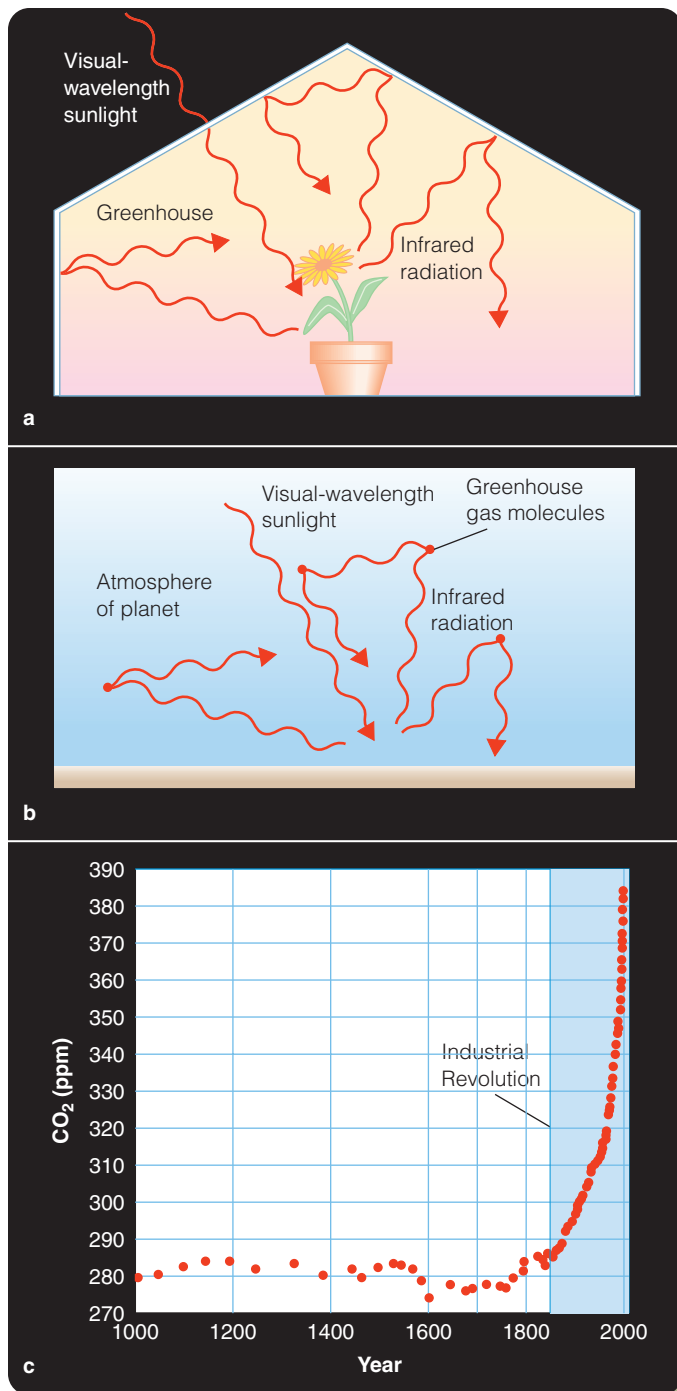 Visual-
wavelength
sunlight
Greenhouse
Infrared
radiation
a
Visual-wavelength
sunlight
Greenhouse
gas molecules
Atmosphere
of planet
Infrared
radiation
b
390
380
370
360
350
340
330
320
310
300
290
280
270
CO₂ (ppm)
Industrial
Revolution
1000 1200 1400 1600 1800 2000
Year
c